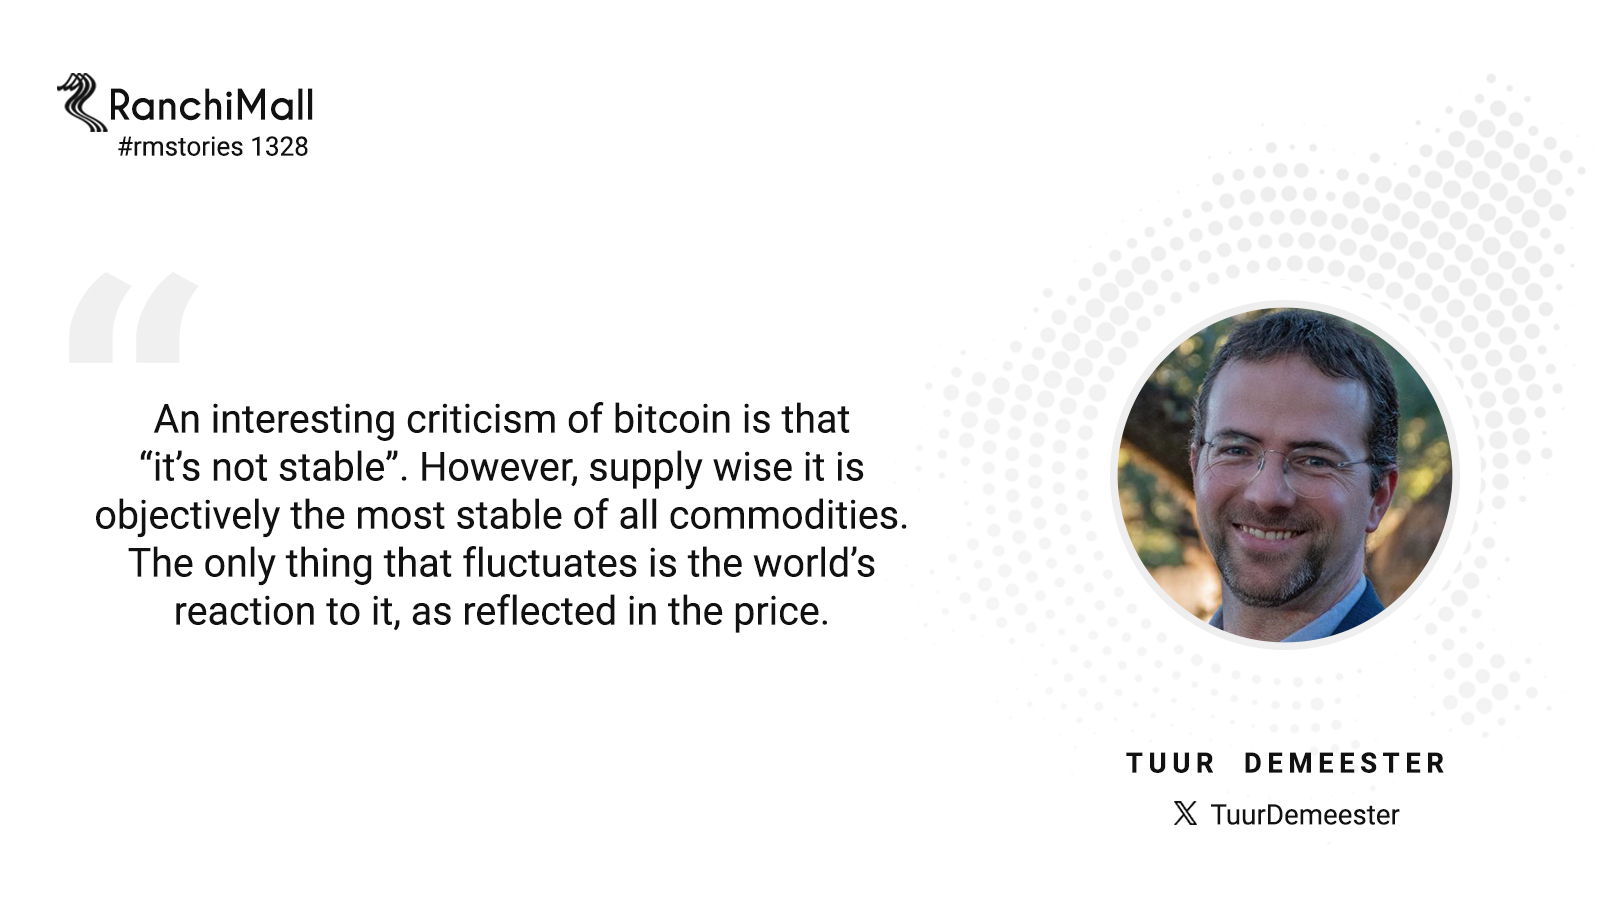 RanchiMall
#rmstories 1328
“
An interesting criticism of bitcoin is that
“it’s not stable”. However, supply wise it is
objectively the most stable of all commodities.
The only thing that fluctuates is the world’s
reaction to it, as reflected in the price.
TUUR DEMEESTER
𝕏 TuurDemeester